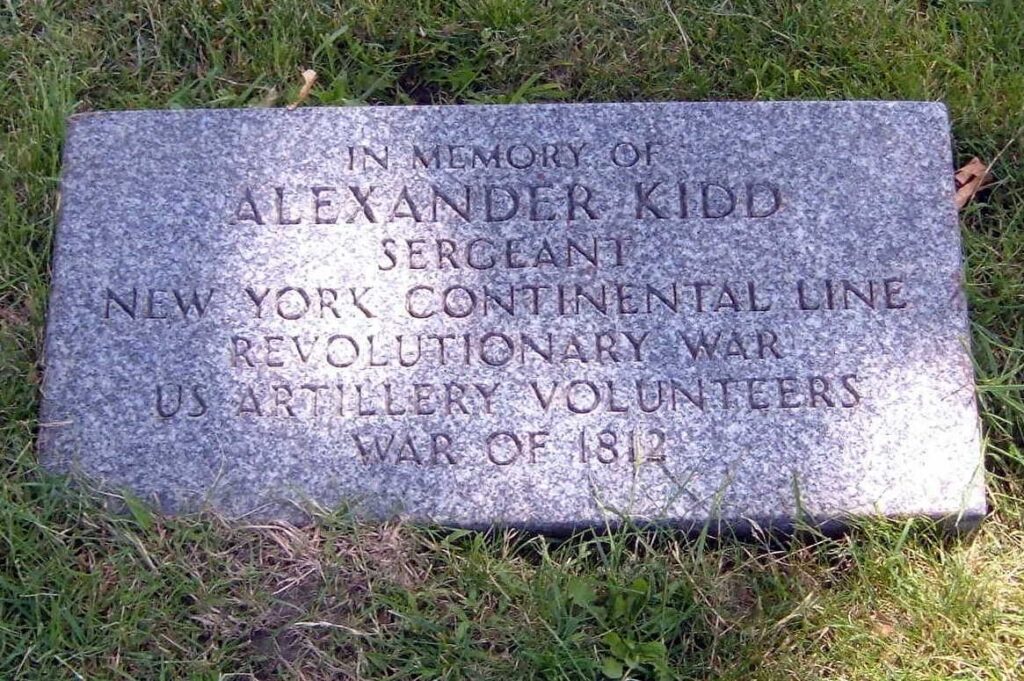 IN MEMORY OF
ALEXANDER KIDD
SERGEANT
NEW YORK CONTINENTAL LINE
REVOLUTIONARY WAR
US ARTILLERY VOLUNTEERS
WAR OF 1812